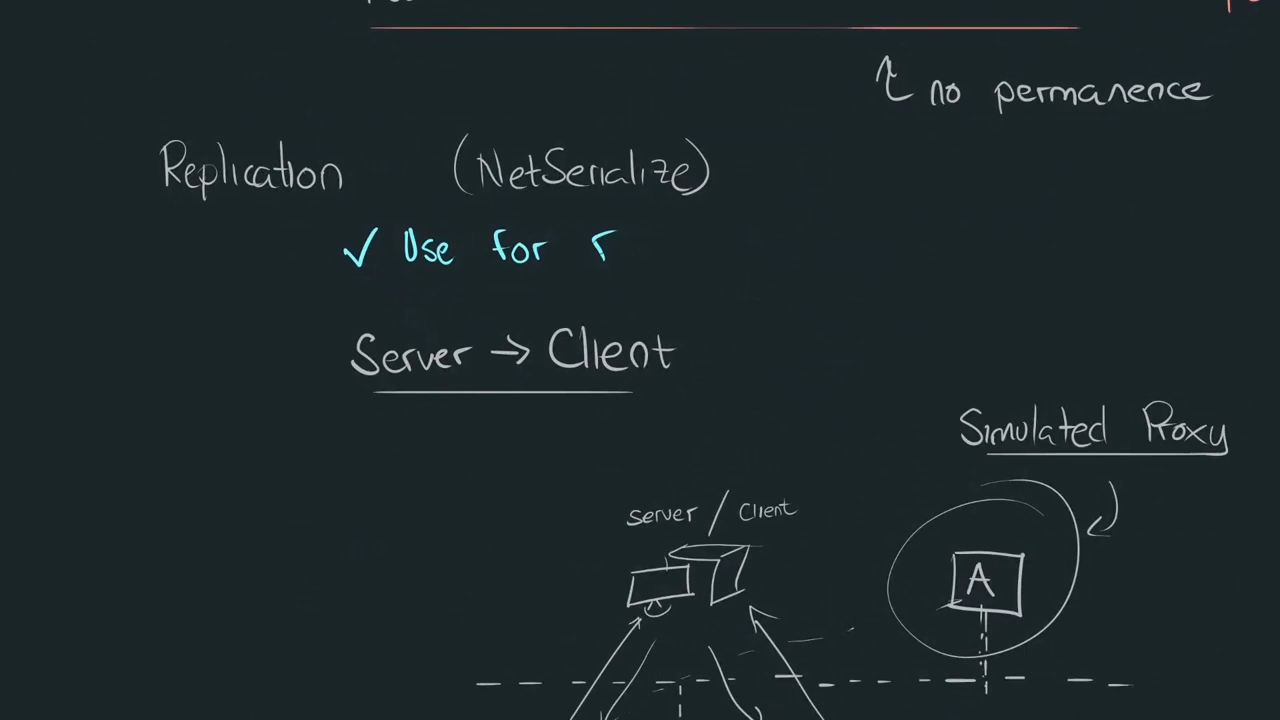 no permanence
Replication (NetSerialize)
✓ Use for r
Server → Client
Simulated Proxy
server / Client
A